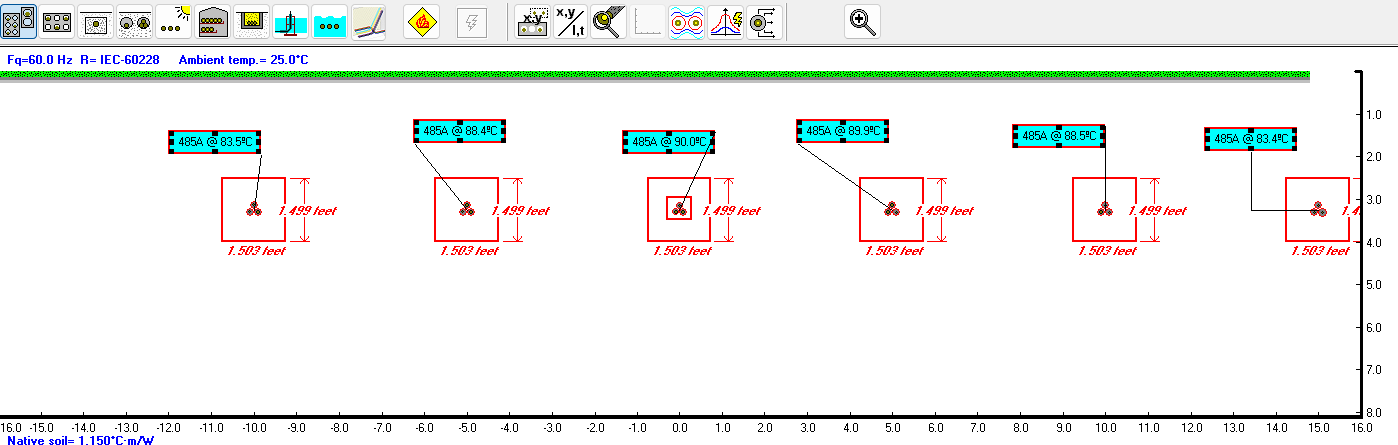 x,y
x,y
I,t
Fq=60.0 Hz R= IEC-60228 Ambient temp.= 25.0°C
485A @ 83.5ºC
485A @ 88.4ºC
485A @ 90.0ºC
485A @ 89.9ºC
485A @ 88.5ºC
485A @ 83.4ºC
1.499 feet
1.499 feet
1.499 feet
1.499 feet
1.499 feet
1.4
1.503 feet
1.503 feet
1.503 feet
1.503 feet
1.503 feet
1.503 feet
1.0
2.0
3.0
4.0
5.0
6.0
7.0
8.0
16.0 -15.0 -14.0 -13.0 -12.0 -11.0 -10.0 -9.0 -8.0 -7.0 -6.0 -5.0 -4.0 -3.0 -2.0 -1.0 0.0 1.0 2.0 3.0 4.0 5.0 6.0 7.0 8.0 9.0 10.0 11.0 12.0 13.0 14.0 15.0 16.0
Native soil= 1.150°C·m/W